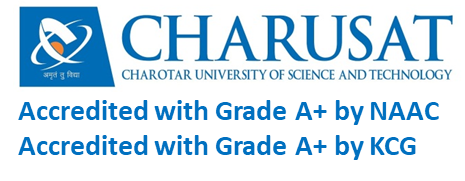 CHARUSAT
अमृतं तु विद्या
CHAROTAR UNIVERSITY OF SCIENCE AND TECHNOLOGY
Accredited with Grade A+ by NAAC
Accredited with Grade A+ by KCG